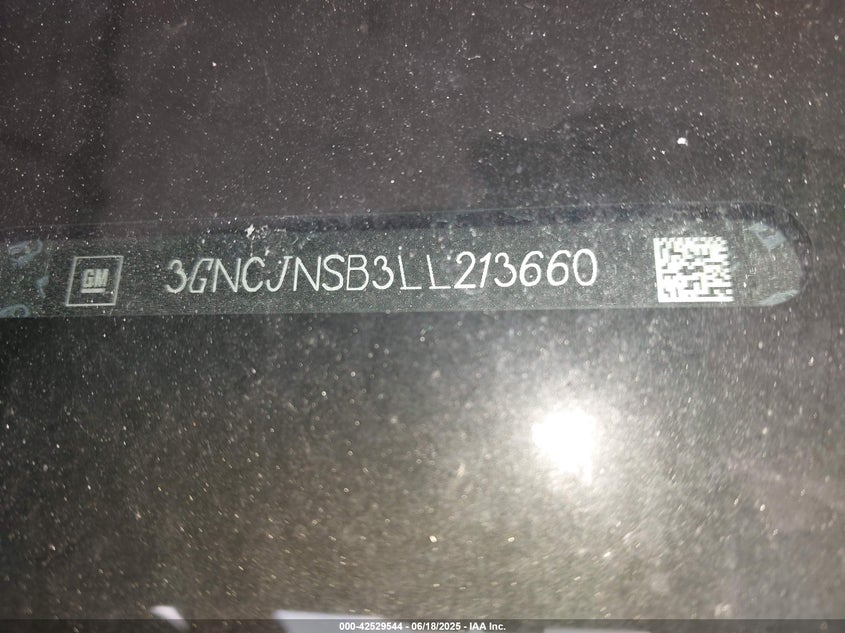 GM 3GNCJNSB3LL213660
000-42529544 - 06/18/2025 - IAA Inc.